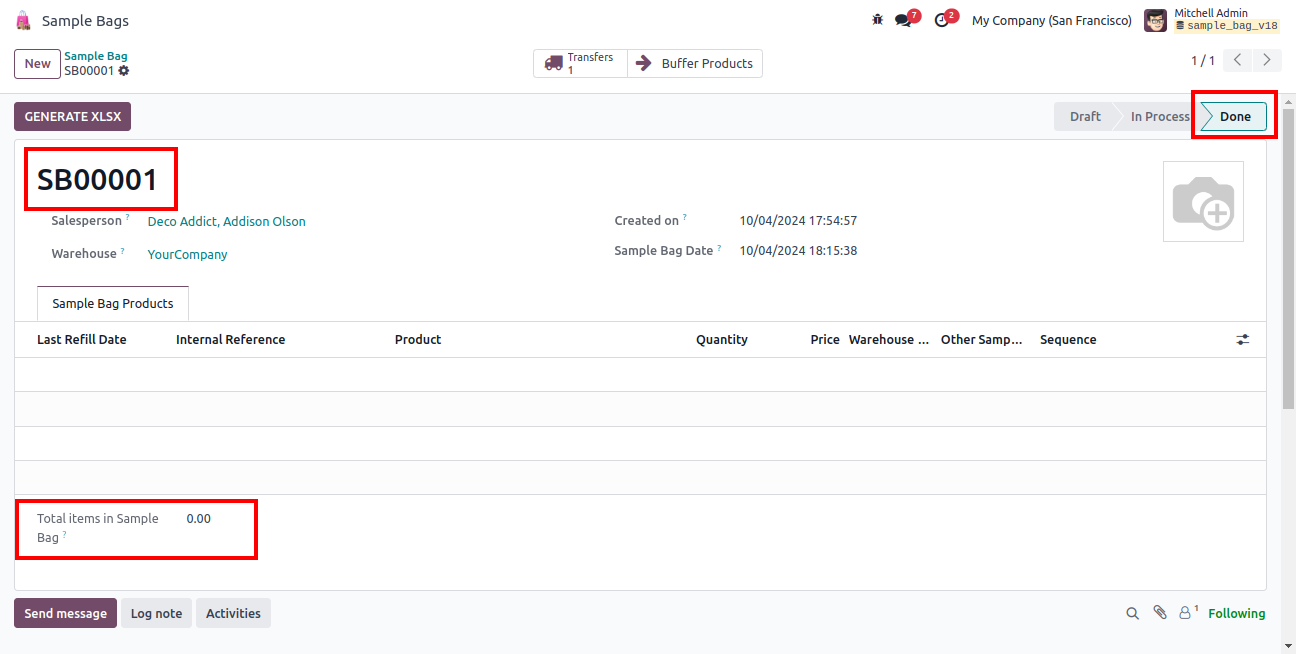 Sample Bags
7
2
My Company (San Francisco)
Mitchell Admin
sample_bag_v18
New
Sample Bag
SB00001
Transfers
1
Buffer Products
1 / 1
GENERATE XLSX
Draft
In Process
Done
SB00001
Salesperson ?
Deco Addict, Addison Olson
Created on ?
10/04/2024 17:54:57
Warehouse ?
YourCompany
Sample Bag Date ?
10/04/2024 18:15:38
Sample Bag Products
Last Refill Date
Internal Reference
Product
Quantity
Price
Warehouse ...
Other Samp...
Sequence
Total items in Sample
Bag ?
0.00
Send message
Log note
Activities
1
Following